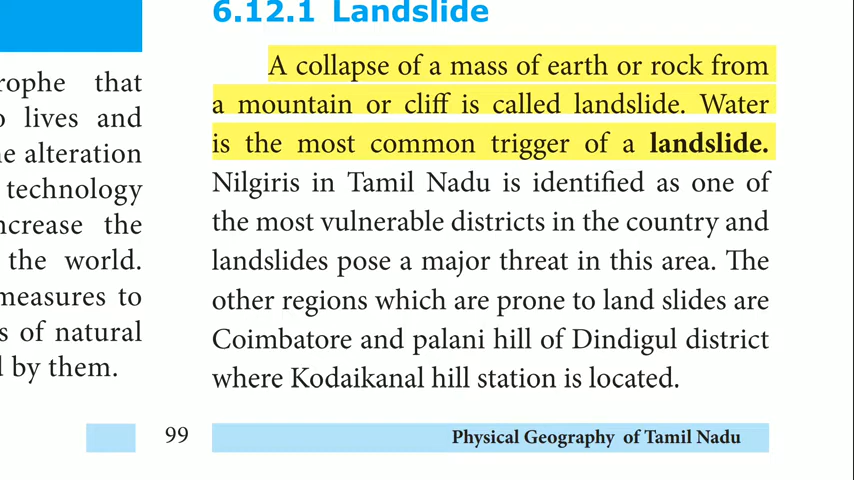 rophe that
lives and
alteration
technology
the
the world.
measures to
of natural
by them.
6.12.1 Landslide
A collapse of a mass of earth or rock from
a mountain or cliff is called landslide. Water
is the most common trigger of a landslide.
Nilgiris in Tamil Nadu is identified as one of
the most vulnerable districts in the country and
landslides pose a major threat in this area. The
other regions which are prone to land slides are
Coimbatore and palani hill of Dindigul district
where Kodaikanal hill station is located.
99
Physical Geography of Tamil Nadu